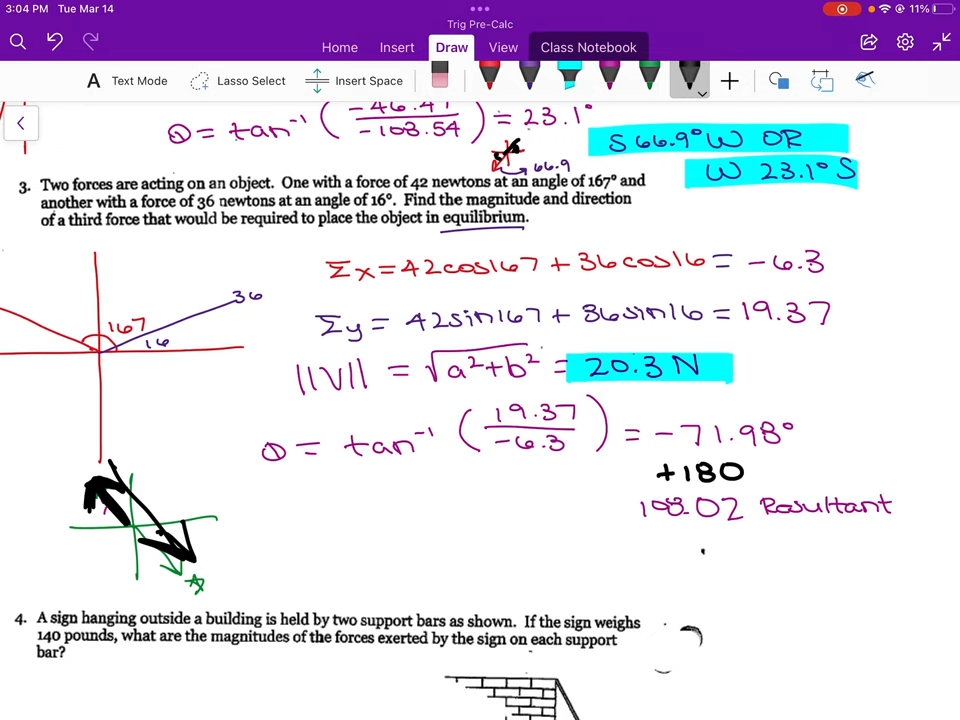 3:04 PM Tue Mar 14
11%
Trig Pre-Calc
Home Insert Draw View Class Notebook
A Text Mode Lasso Select Insert Space
θ = tan⁻¹ ( -46.41 / -108.54 ) = 23.1°
66.9
S 66.9° W OR
W 23.1° S
3. Two forces are acting on an object. One with a force of 42 newtons at an angle of 167° and
another with a force of 36 newtons at an angle of 16°. Find the magnitude and direction
of a third force that would be required to place the object in equilibrium.
Σx = 42cos167 + 36cos16 = -6.3
36
167
16
Σy = 42sin167 + 36sin16 = 19.37
||V|| = √a² + b² = 20.3 N
θ = tan⁻¹ ( 19.37 / -6.3 ) = -71.98°
+180
108.02 Resultant
4. A sign hanging outside a building is held by two support bars as shown. If the sign weighs
140 pounds, what are the magnitudes of the forces exerted by the sign on each support
bar?